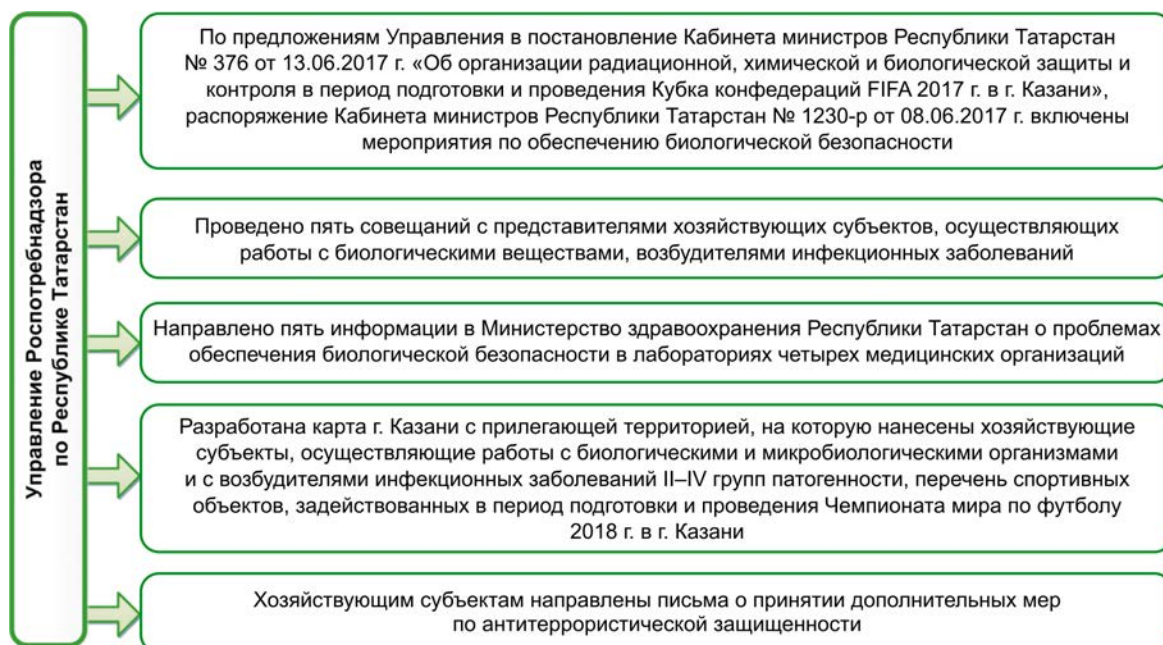 Управление Роспотребнадзора
по Республике Татарстан
По предложениям Управления в постановление Кабинета министров Республики Татарстан
№ 376 от 13.06.2017 г. «Об организации радиационной, химической и биологической защиты и
контроля в период подготовки и проведения Кубка конфедераций FIFA 2017 г. в г. Казани»,
распоряжение Кабинета министров Республики Татарстан № 1230-р от 08.06.2017 г. включены
мероприятия по обеспечению биологической безопасности
Проведено пять совещаний с представителями хозяйствующих субъектов, осуществляющих
работы с биологическими веществами, возбудителями инфекционных заболеваний
Направлено пять информации в Министерство здравоохранения Республики Татарстан о проблемах
обеспечения биологической безопасности в лабораториях четырех медицинских организаций
Разработана карта г. Казани с прилегающей территорией, на которую нанесены хозяйствующие
субъекты, осуществляющие работы с биологическими и микробиологическими организмами
и с возбудителями инфекционных заболеваний II–IV групп патогенности, перечень спортивных
объектов, задействованных в период подготовки и проведения Чемпионата мира по футболу
2018 г. в г. Казани
Хозяйствующим субъектам направлены письма о принятии дополнительных мер
по антитеррористической защищенности